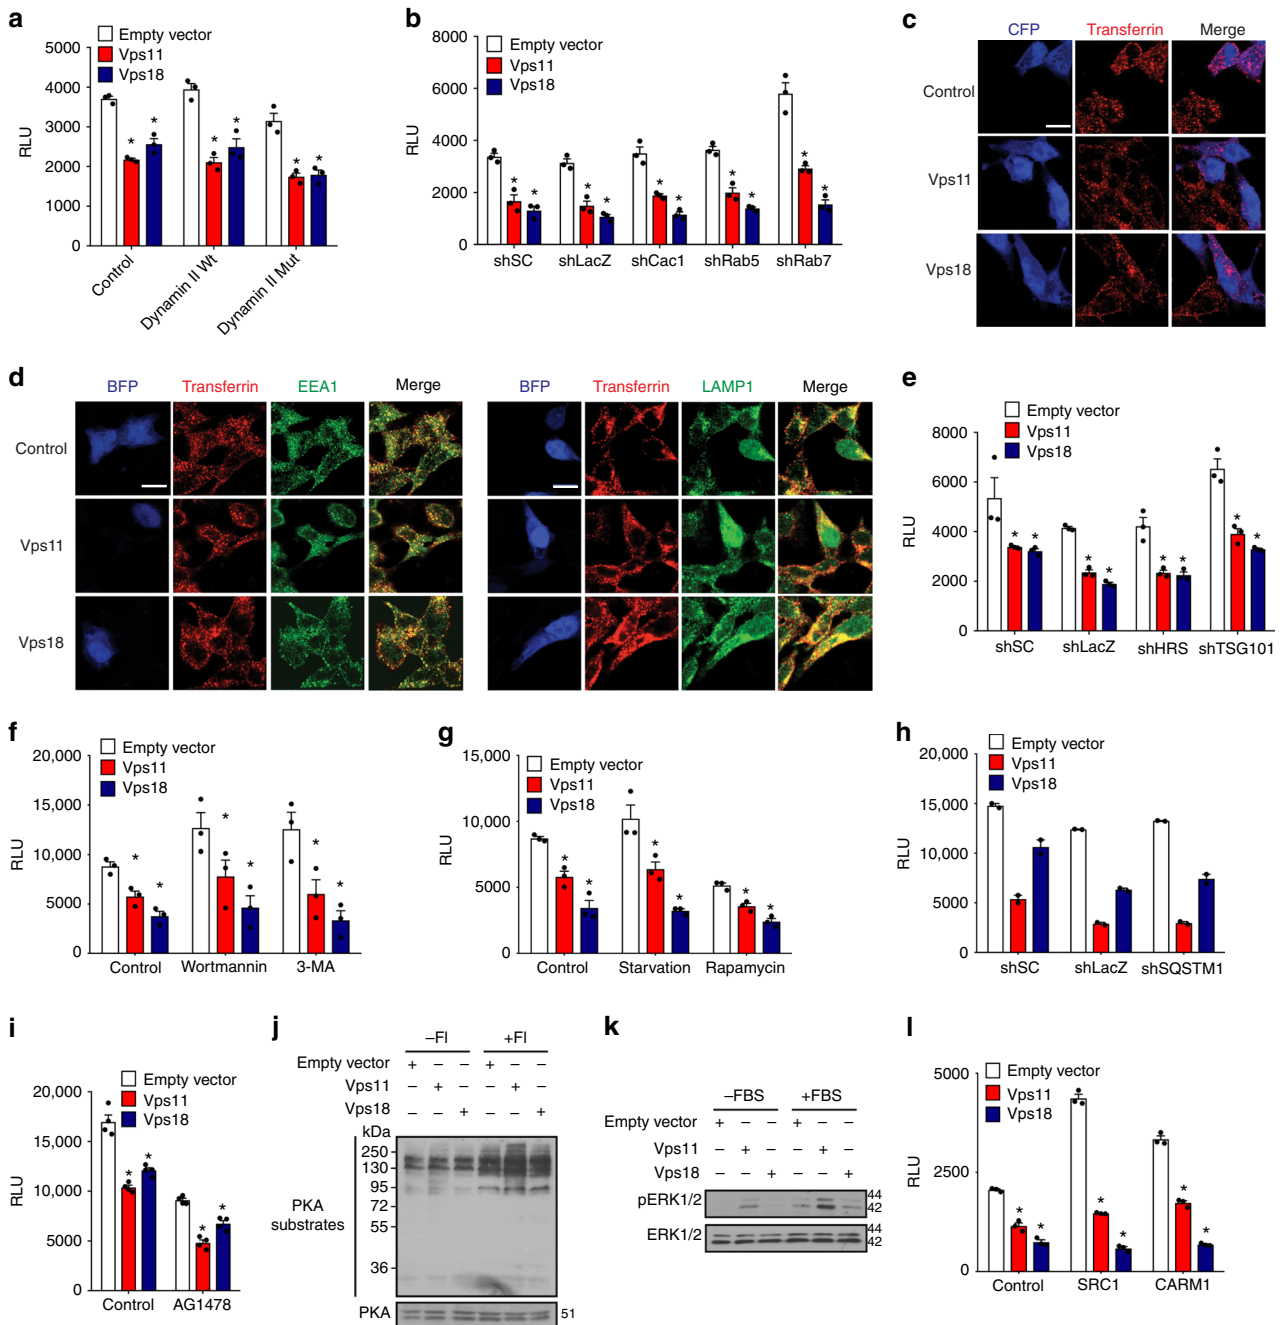 a
Empty vector
Vps11
Vps18
5000
4000
3000
2000
1000
0
RLU
* * * * * *
Control
Dynamin II Wt
Dynamin II Mut
b
Empty vector
Vps11
Vps18
8000
6000
4000
2000
0
RLU
* * * * * * * * * *
shSC shLacZ shCac1 shRab5 shRab7
c
CFP Transferrin Merge
Control
Vps11
Vps18
d
BFP Transferrin EEA1 Merge
Control
Vps11
Vps18
BFP Transferrin LAMP1 Merge
e
Empty vector
Vps11
Vps18
8000
6000
4000
2000
0
RLU
* * * * * * * *
shSC shLacZ shHRS shTSG101
f
Empty vector
Vps11
Vps18
20,000
15,000
10,000
5000
0
RLU
* * * * * *
Control Wortmannin 3-MA
g
Empty vector
Vps11
Vps18
15,000
10,000
5000
0
RLU
* * * * * *
Control Starvation Rapamycin
h
Empty vector
Vps11
Vps18
20,000
15,000
10,000
5000
0
RLU
shSC shLacZ shSQSTM1
i
Empty vector
Vps11
Vps18
20,000
15,000
10,000
5000
0
RLU
* * * *
Control AG1478
j
–FI +FI
Empty vector + – – + – –
Vps11 – + – – + –
Vps18 – – + – – +
kDa
250
130
95
72
55
36
PKA
substrates
PKA 51
k
–FBS +FBS
Empty vector + – – + – –
Vps11 – + – – + –
Vps18 – – + – – +
pERK1/2 44
42
ERK1/2 44
42
l
Empty vector
Vps11
Vps18
5000
2500
0
RLU
* * * * * *
Control SRC1 CARM1